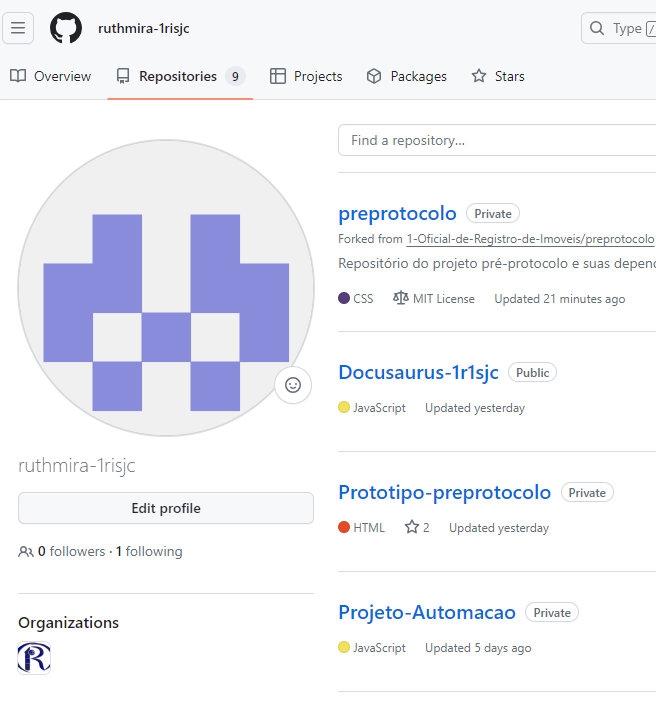 ruthmira-1risjc
Type /
Overview Repositories 9 Projects Packages Stars
Find a repository...
preprotocolo Private
Forked from 1-Oficial-de-Registro-de-Imoveis/preprotocolo
Repositório do projeto pré-protocolo e suas depen
CSS MIT License Updated 21 minutes ago
Docusaurus-1r1sjc Public
JavaScript Updated yesterday
Prototipo-preprotocolo Private
HTML 2 Updated yesterday
Projeto-Automacao Private
JavaScript Updated 5 days ago
ruthmira-1risjc
Edit profile
0 followers · 1 following
Organizations
R